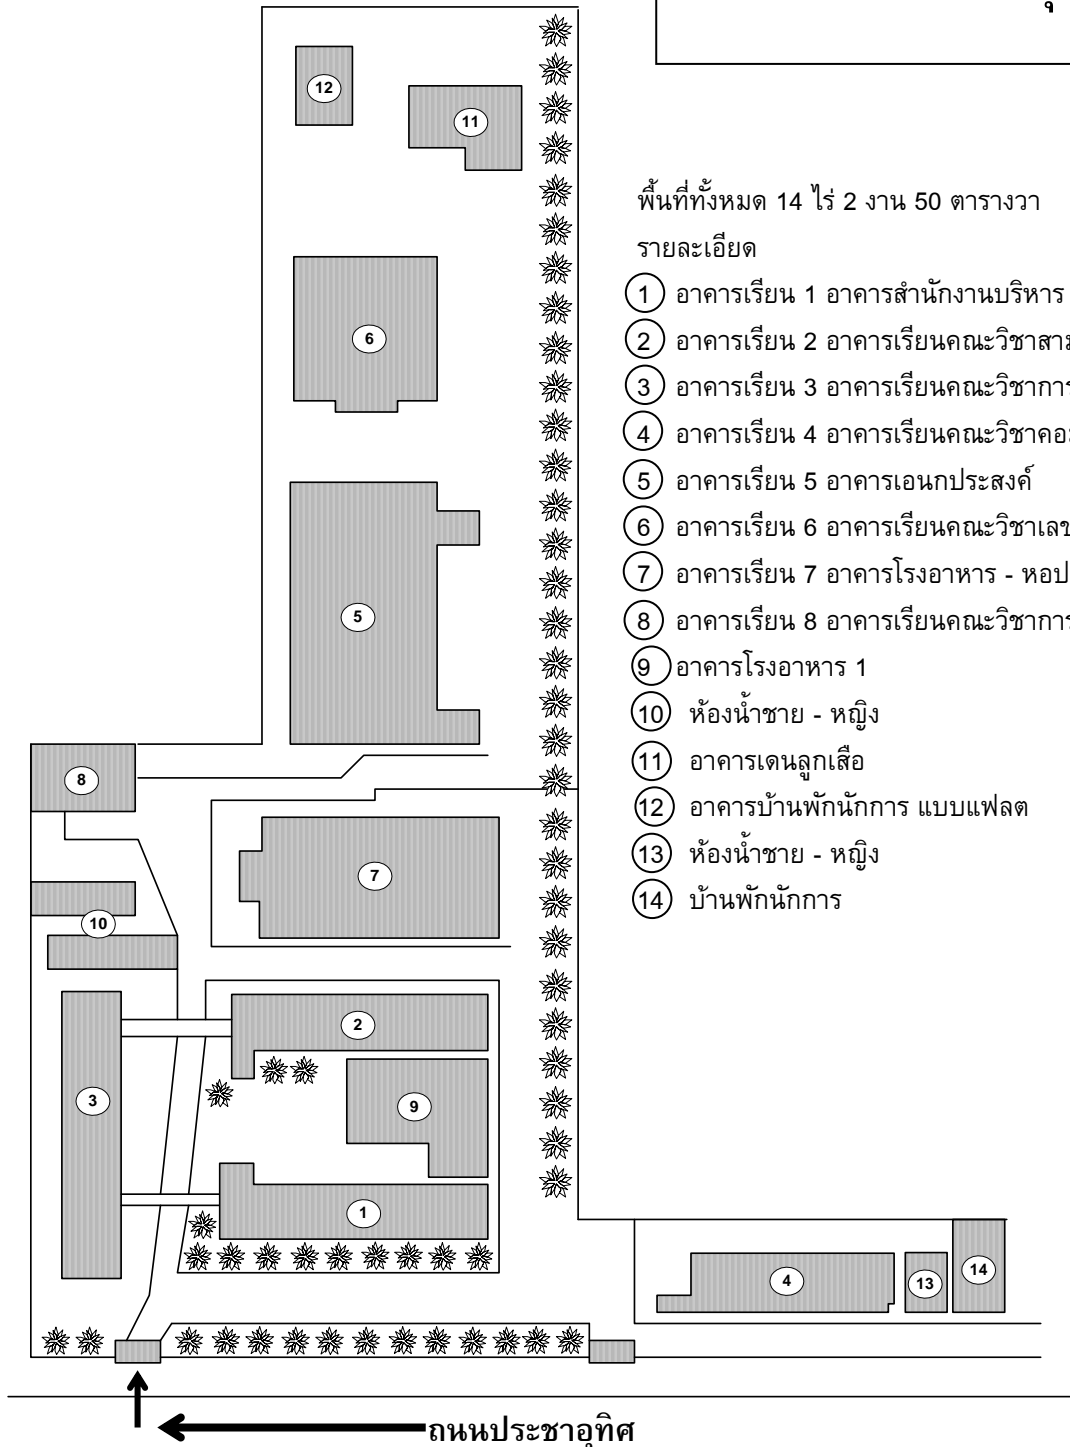 12
11
พื้นที่ทั้งหมด 14 ไร่ 2 งาน 50 ตารางวา
รายละเอียด
1 อาคารเรียน 1 อาคารสำนักงานบริหาร
2 อาคารเรียน 2 อาคารเรียนคณะวิชาสาม
3 อาคารเรียน 3 อาคารเรียนคณะวิชาการ
4 อาคารเรียน 4 อาคารเรียนคณะวิชาคอม
5 อาคารเรียน 5 อาคารเอนกประสงค์
6 อาคารเรียน 6 อาคารเรียนคณะวิชาเลข
7 อาคารเรียน 7 อาคารโรงอาหาร - หอป
8 อาคารเรียน 8 อาคารเรียนคณะวิชาการ
9 อาคารโรงอาหาร 1
10 ห้องน้ำชาย - หญิง
11 อาคารเดนลูกเสือ
12 อาคารบ้านพักนักการ แบบแฟลต
13 ห้องน้ำชาย - หญิง
14 บ้านพักนักการ
6
5
8
7
10
2
3
9
1
4
13
14
ถนนประชาอุทิศ